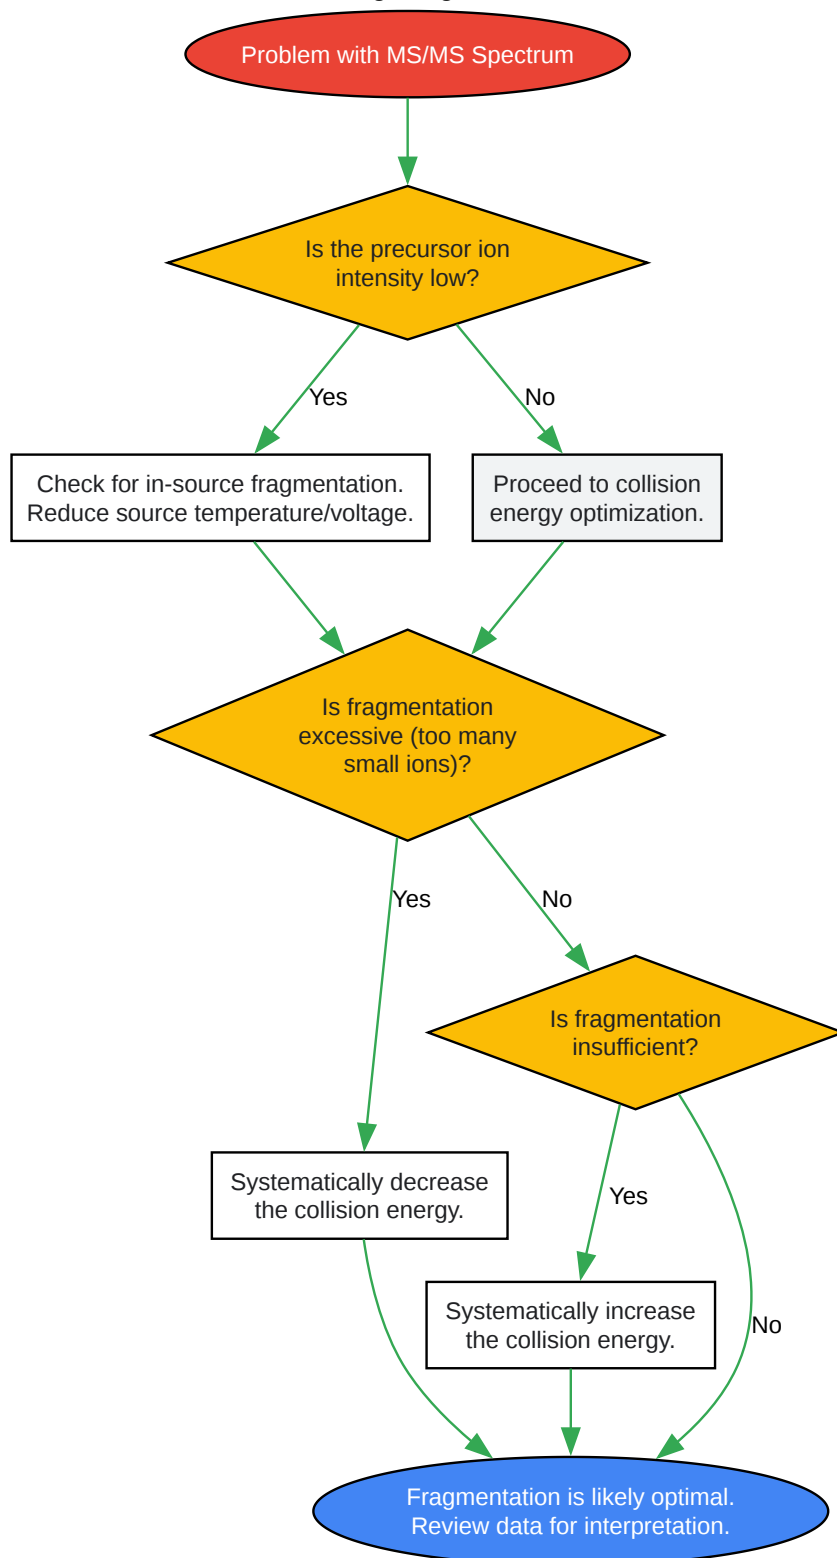 Problem with MS/MS Spectrum
Is the precursor ion
intensity low?
Yes
No
Check for in-source fragmentation.
Reduce source temperature/voltage.
Proceed to collision
energy optimization.
Is fragmentation
excessive (too many
small ions)?
Yes
No
Is fragmentation
insufficient?
Systematically decrease
the collision energy.
Yes
Systematically increase
the collision energy.
No
Fragmentation is likely optimal.
Review data for interpretation.